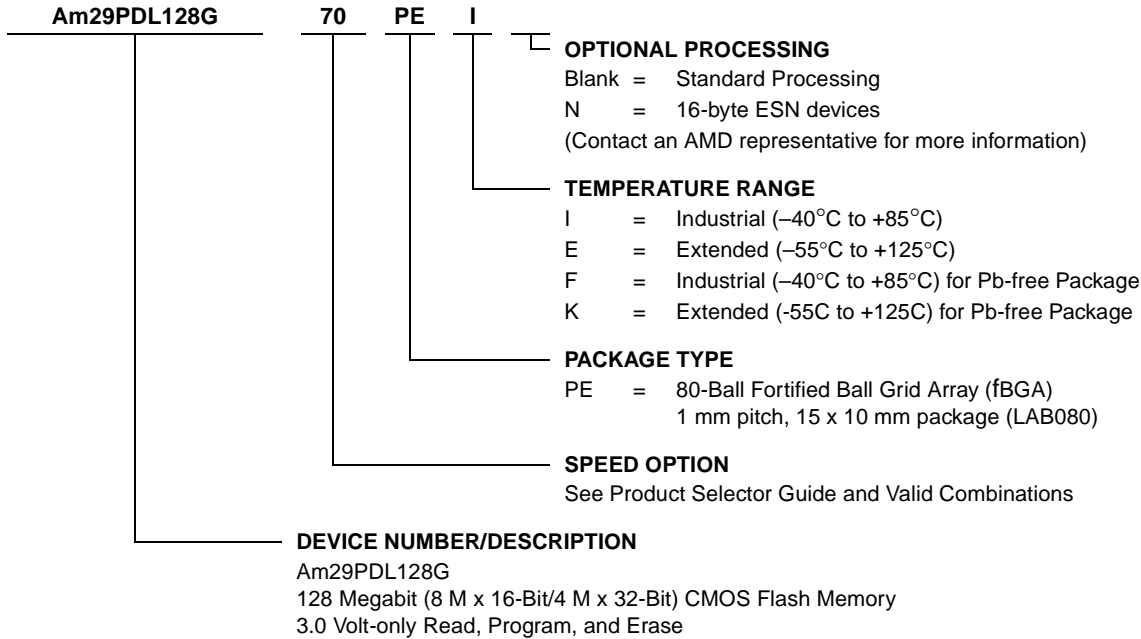 Am29PDL128G 70 PE I
OPTIONAL PROCESSING
Blank = Standard Processing
N = 16-byte ESN devices
(Contact an AMD representative for more information)
TEMPERATURE RANGE
I = Industrial (–40°C to +85°C)
E = Extended (–55°C to +125°C)
F = Industrial (–40°C to +85°C) for Pb-free Package
K = Extended (-55C to +125C) for Pb-free Package
PACKAGE TYPE
PE = 80-Ball Fortified Ball Grid Array (fBGA)
1 mm pitch, 15 x 10 mm package (LAB080)
SPEED OPTION
See Product Selector Guide and Valid Combinations
DEVICE NUMBER/DESCRIPTION
Am29PDL128G
128 Megabit (8 M x 16-Bit/4 M x 32-Bit) CMOS Flash Memory
3.0 Volt-only Read, Program, and Erase